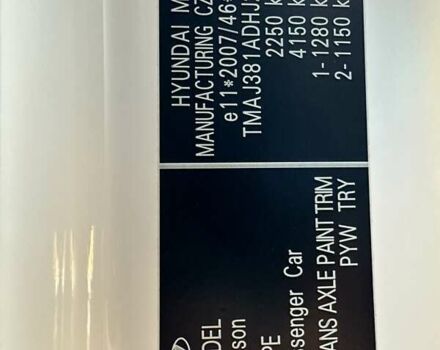 HYUNDAI M
MANUFACTURING CZ
e11*2007/46*
TMAJ381ADHJ
2250 k
4150 k
1-1280 k
2-1150 k
DEL
sson
PE
ssenger Car
ANS AXLE PAINT TRIM
PYW TRY